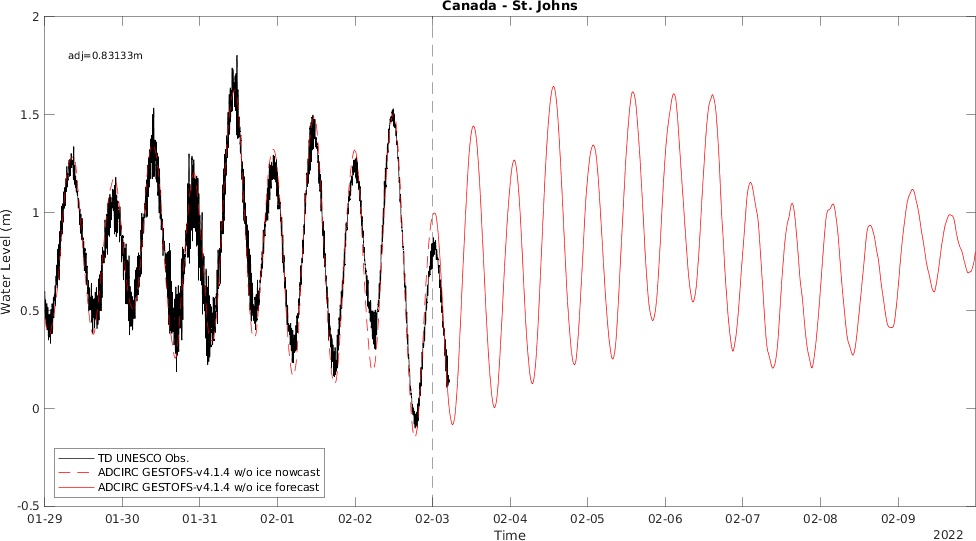 Canada - St. Johns
adj=0.83133m
Water Level (m)
2
1.5
1
0.5
0
-0.5
TD UNESCO Obs.
ADCIRC GESTOFS-v4.1.4 w/o ice nowcast
ADCIRC GESTOFS-v4.1.4 w/o ice forecast
01-29 01-30 01-31 02-01 02-02 02-03 02-04 02-05 02-06 02-07 02-08 02-09
Time
2022